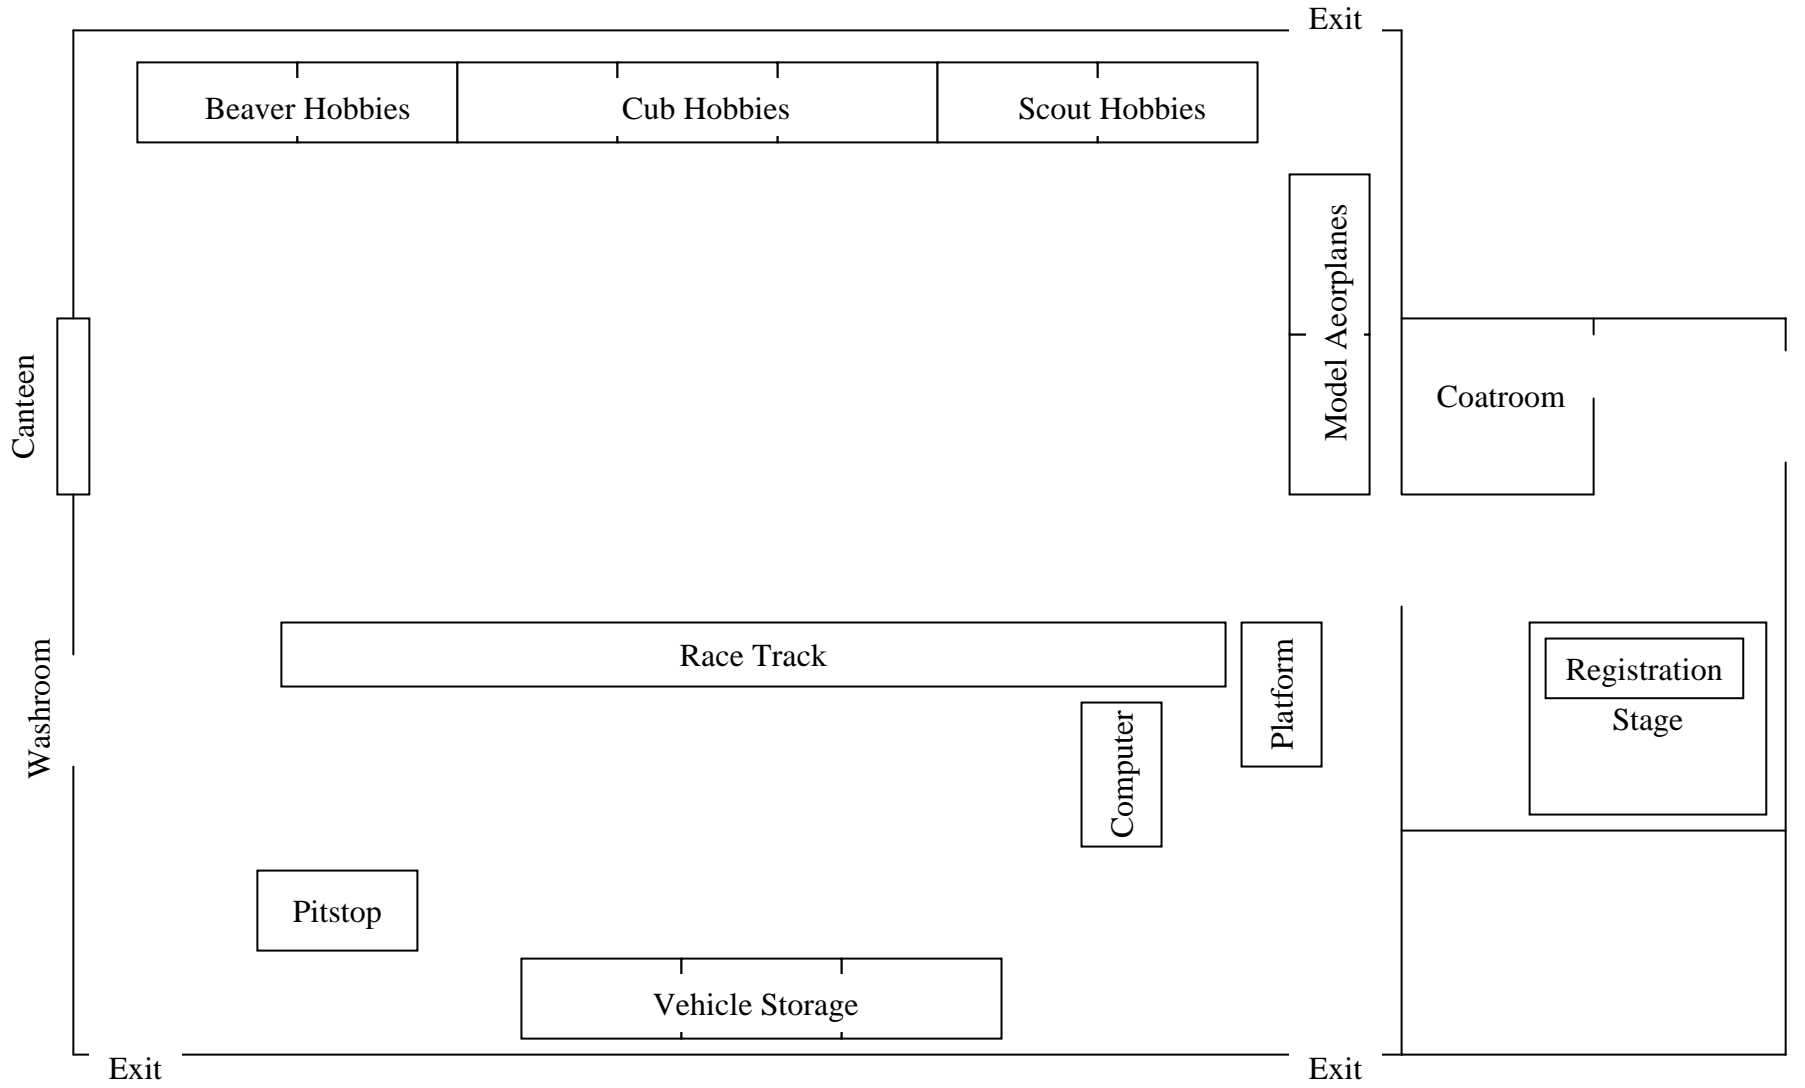 Exit
Beaver Hobbies
Cub Hobbies
Scout Hobbies
Model Aeorplanes
Canteen
Coatroom
Race Track
Platform
Registration
Stage
Washroom
Computer
Pitstop
Vehicle Storage
Exit
Exit